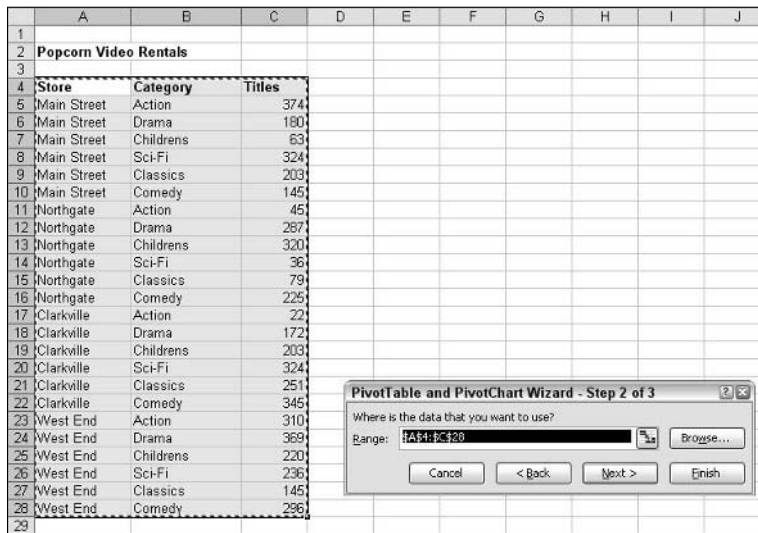 A B C D E F G H I J
1
2 Popcorn Video Rentals
3
4 Store Category Titles
5 Main Street Action 374
6 Main Street Drama 180
7 Main Street Childrens 63
8 Main Street Sci-Fi 324
9 Main Street Classics 203
10 Main Street Comedy 145
11 Northgate Action 45
12 Northgate Drama 287
13 Northgate Childrens 320
14 Northgate Sci-Fi 36
15 Northgate Classics 79
16 Northgate Comedy 225
17 Clarkville Action 22
18 Clarkville Drama 172
19 Clarkville Childrens 203
20 Clarkville Sci-Fi 324
21 Clarkville Classics 251
22 Clarkville Comedy 345
23 West End Action 310
24 West End Drama 369
25 West End Childrens 220
26 West End Sci-Fi 236
27 West End Classics 145
28 West End Comedy 296
29
PivotTable and PivotChart Wizard - Step 2 of 3
Where is the data that you want to use?
Range: $A$4:$C$28 Browse...
Cancel < Back Next > Finish